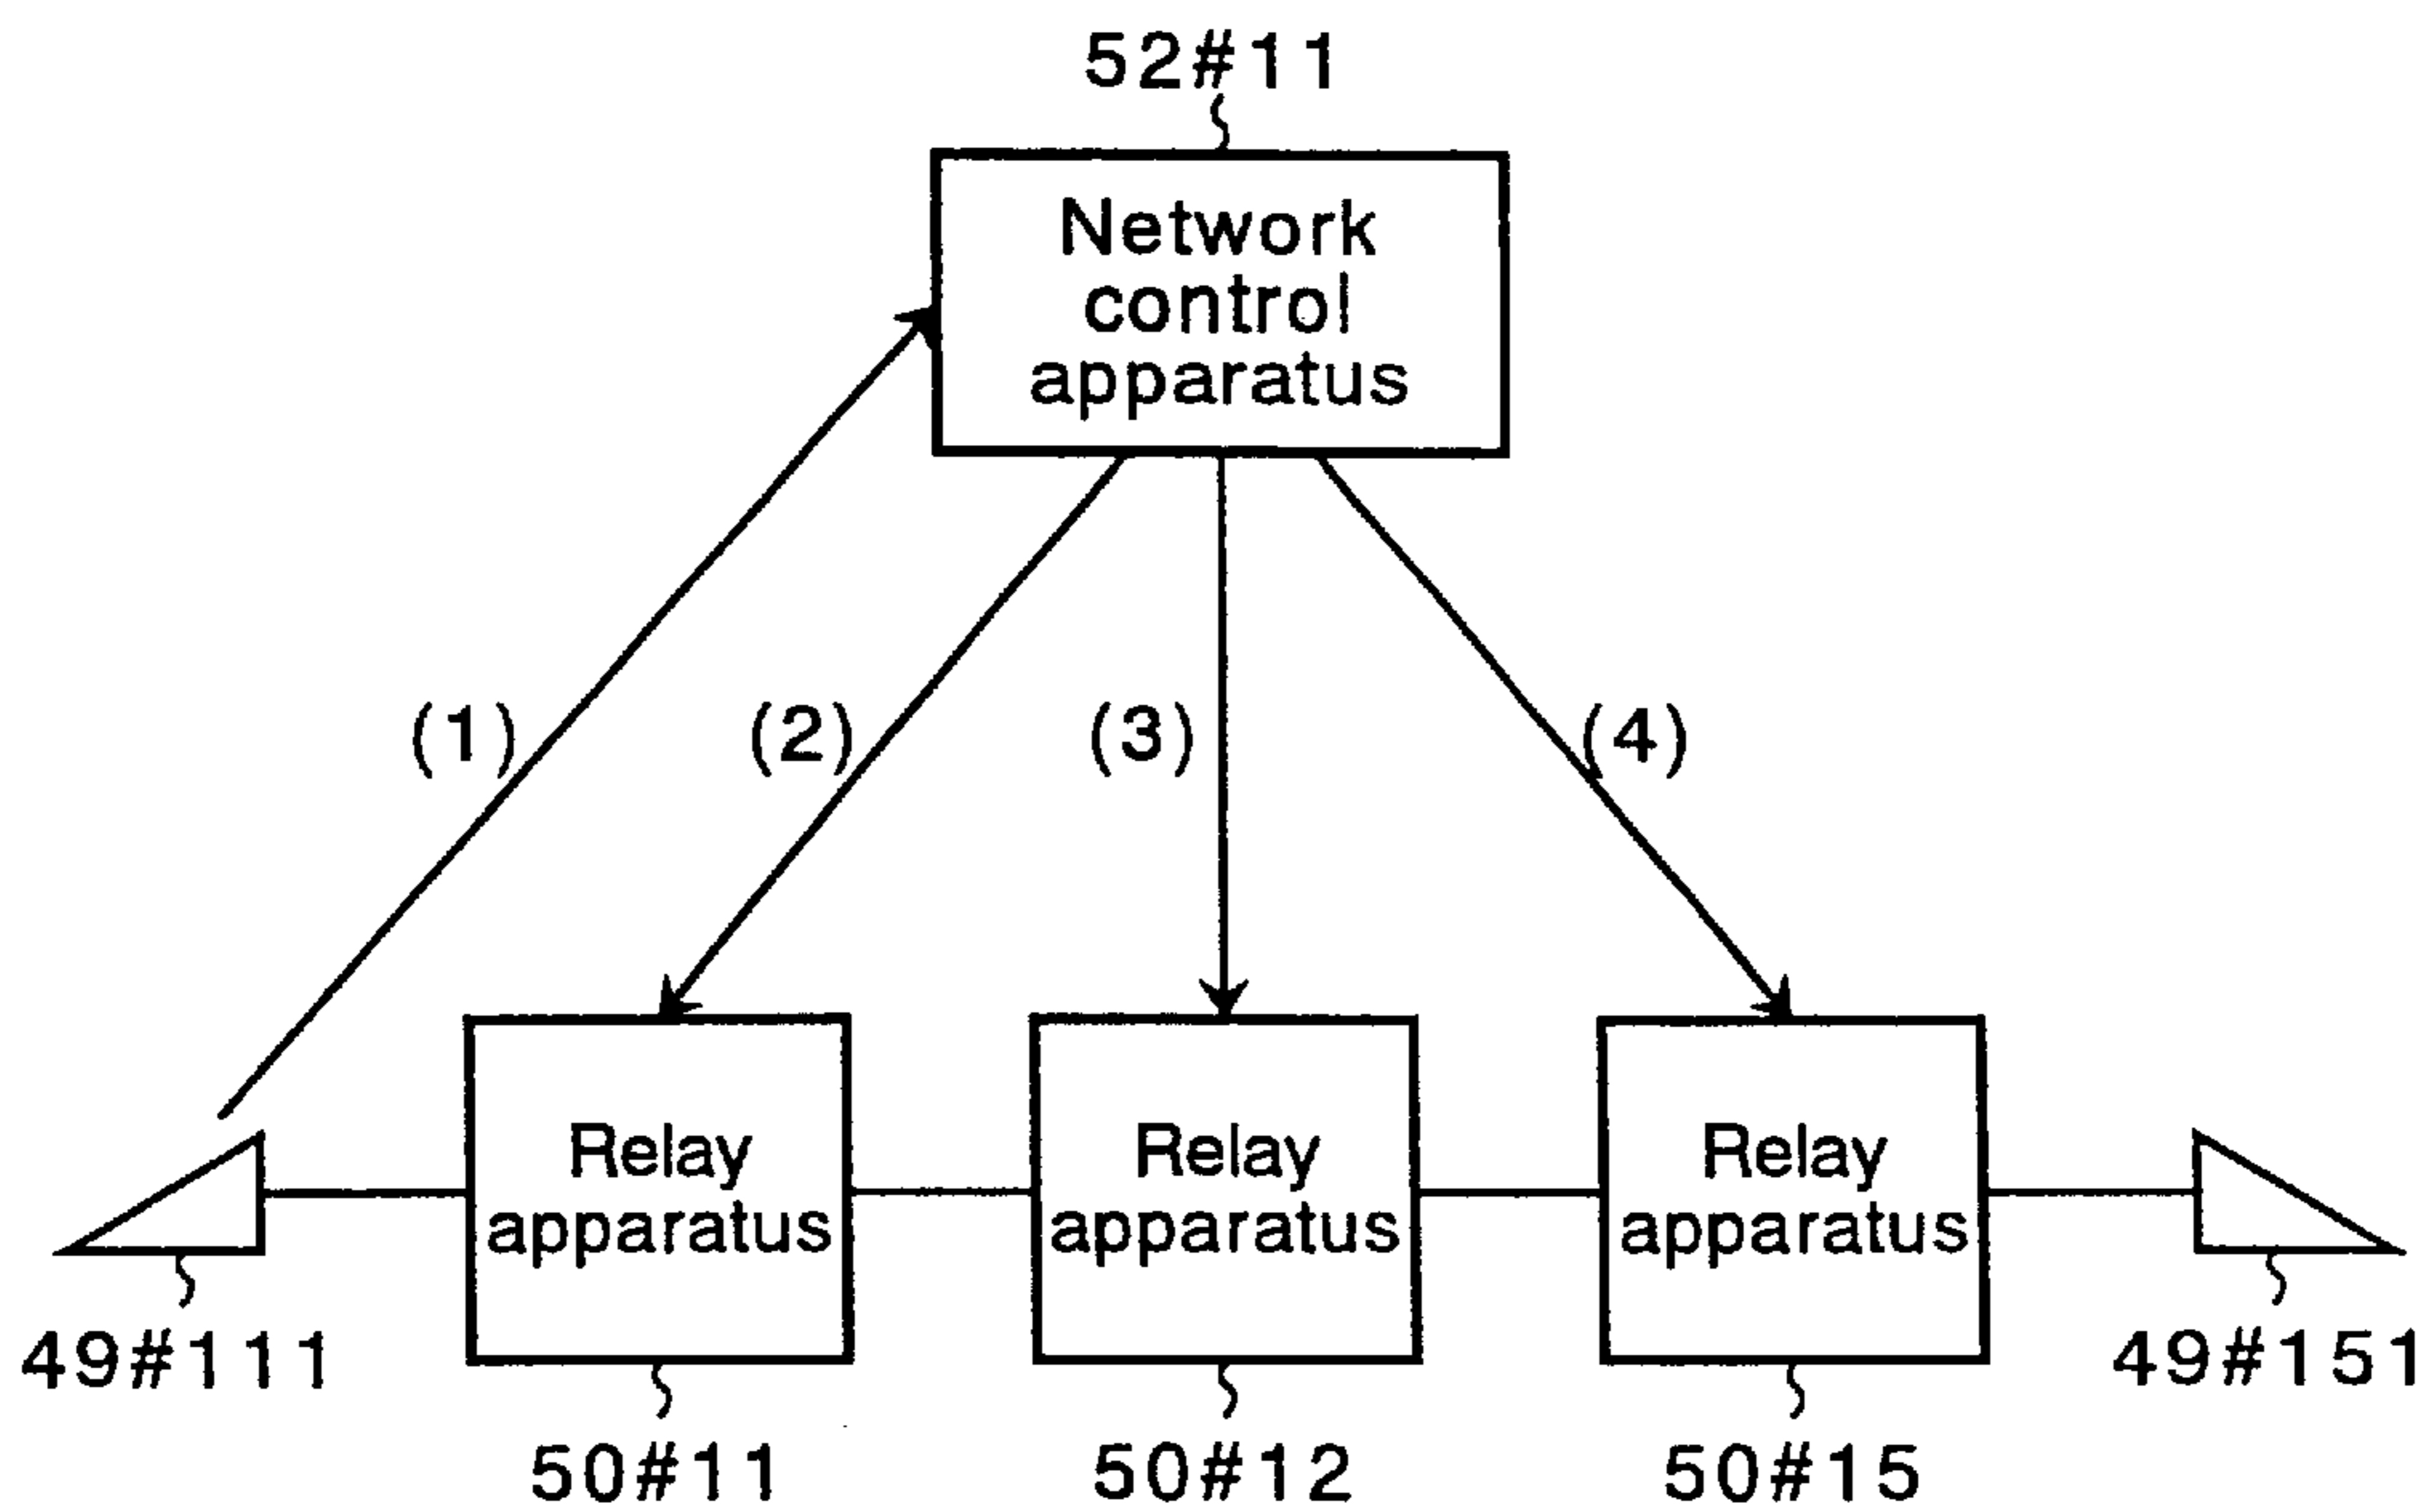 52#11
Network
control
apparatus
(1)
(2)
(3)
(4)
Relay
apparatus
Relay
apparatus
Relay
apparatus
49#111
49#151
50#11
50#12
50#15